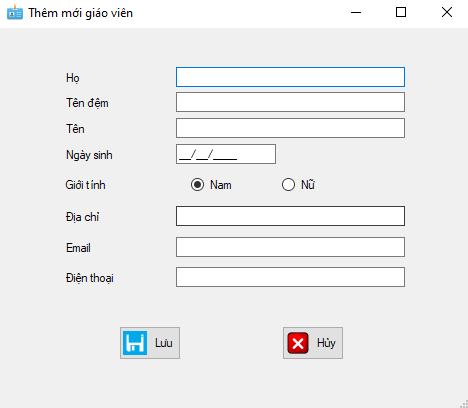 Thêm mới giáo viên
Họ
Tên đệm
Tên
Ngày sinh __/__/____
Giới tính Nam Nữ
Địa chỉ
Email
Điện thoại
Lưu Hủy